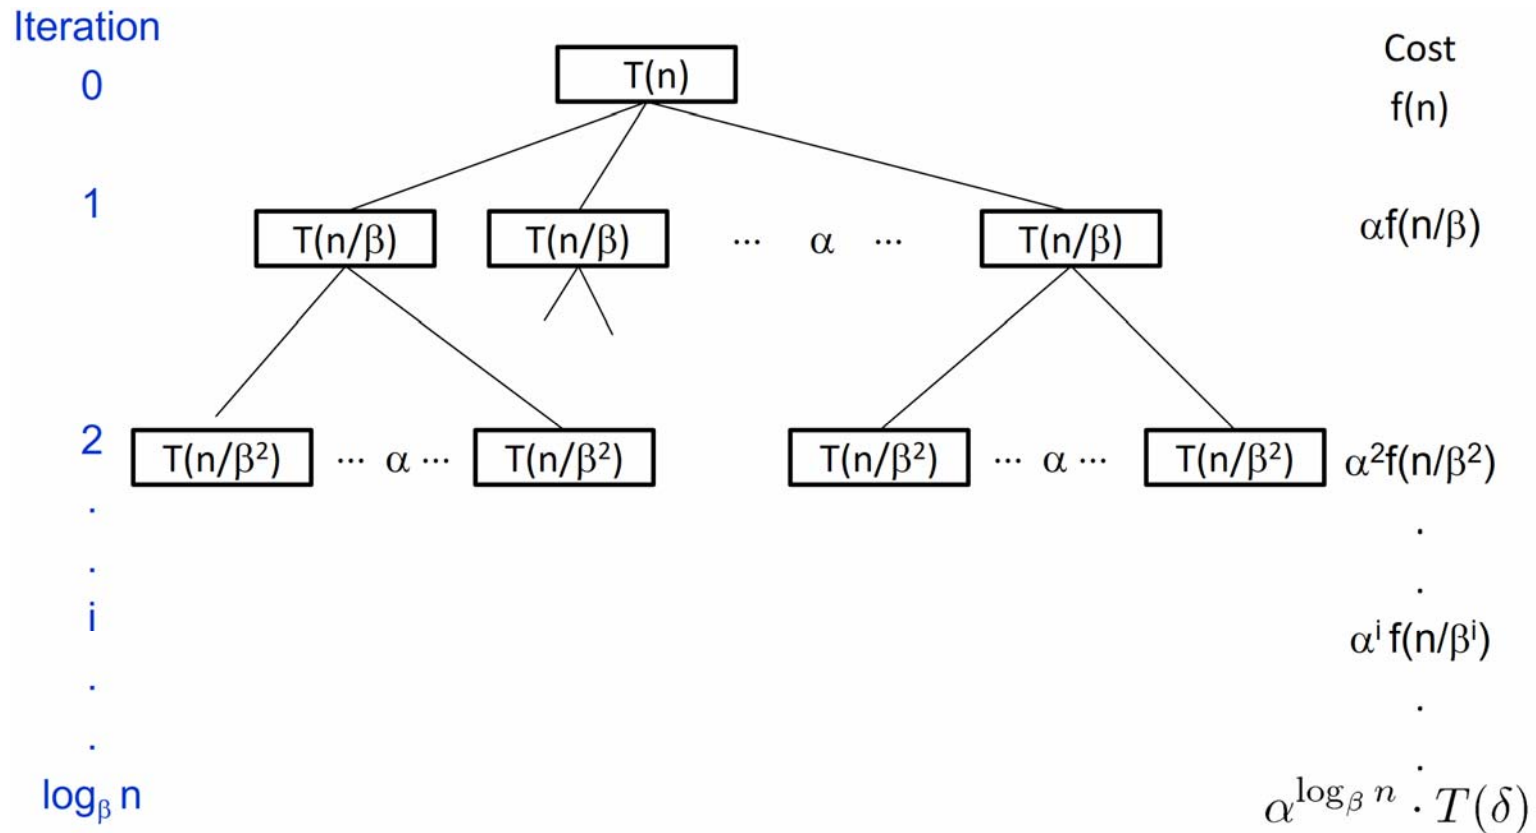 Iteration
Cost
0
T(n)
f(n)
1
T(n/β) T(n/β) ... α ... T(n/β) αf(n/β)
2
T(n/β²) ... α ... T(n/β²) T(n/β²) ... α ... T(n/β²) α²f(n/β²)
.
.
.
.
i
αⁱ f(n/βⁱ)
.
.
.
.
log_β n
α^{log_β n} · T(δ)